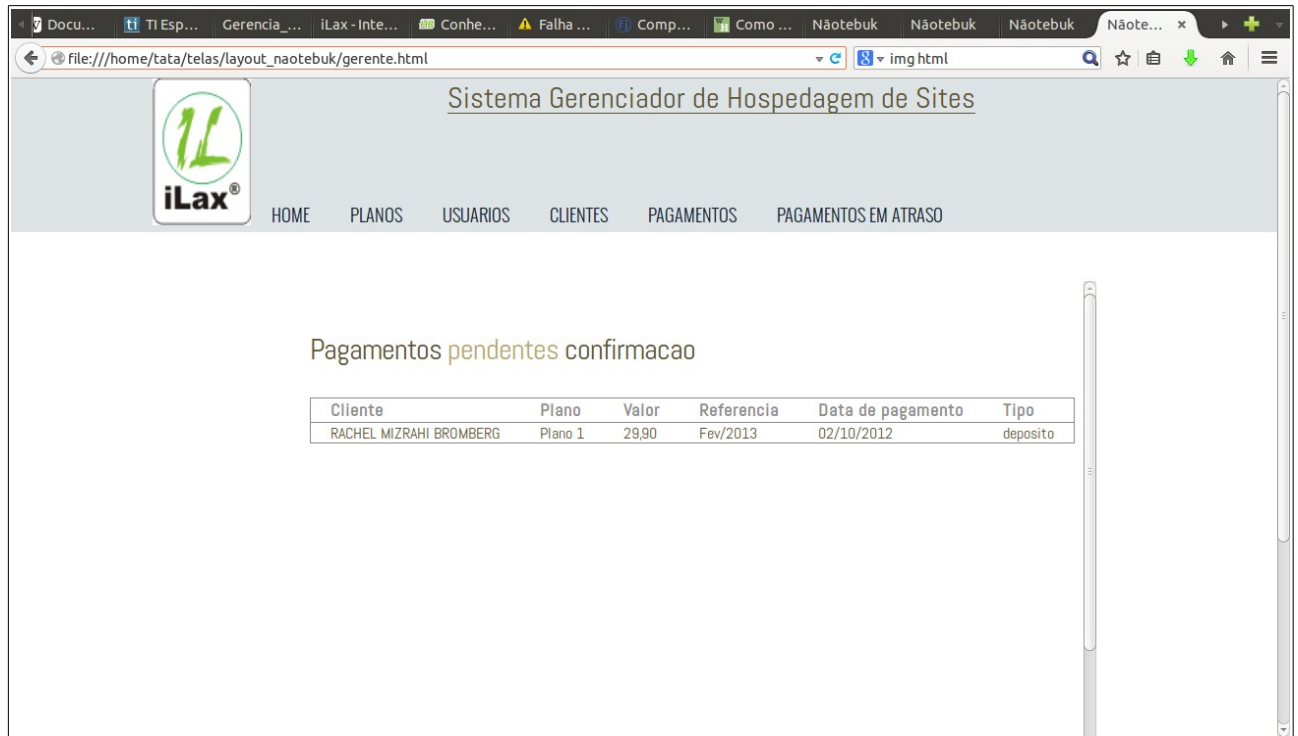 Docu... TI Esp... Gerencia_... iLax - Inte... Conhe... Falha ... Comp... Como ... Nãotebuk Nãotebuk Nãotebuk Nãote...
file:///home/tata/telas/layout_naotebuk/gerente.html img html
Sistema Gerenciador de Hospedagem de Sites
iLax®
HOME PLANOS USUARIOS CLIENTES PAGAMENTOS PAGAMENTOS EM ATRASO
Pagamentos pendentes confirmacao
Cliente Plano Valor Referencia Data de pagamento Tipo
RACHEL MIZRAHI BROMBERG Plano 1 29,90 Fev/2013 02/10/2012 deposito